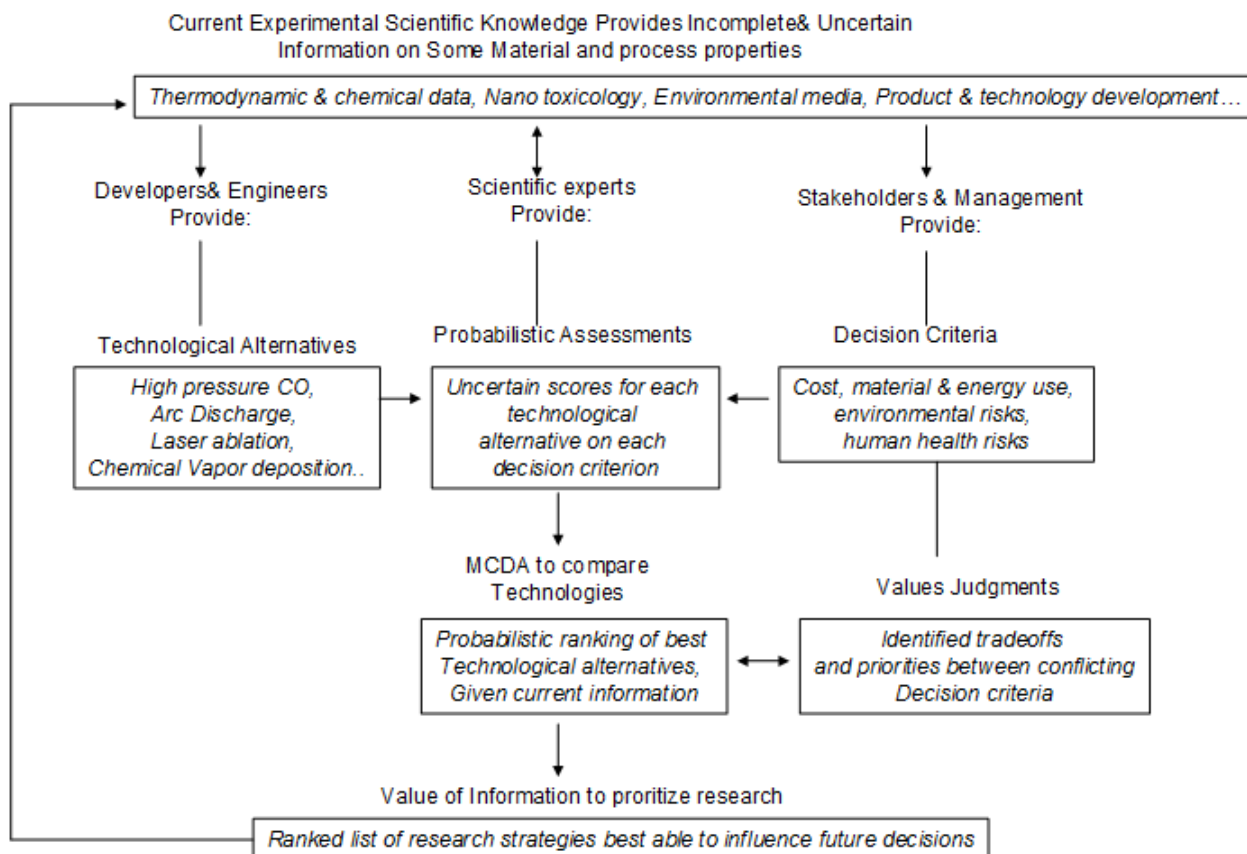 Current Experimental Scientific Knowledge Provides Incomplete& Uncertain
Information on Some Material and process properties
Thermodynamic & chemical data, Nano toxicology, Environmental media, Product & technology development…
Developers& Engineers
Provide:
Scientific experts
Provide:
Stakeholders & Management
Provide:
Technological Alternatives
High pressure CO,
Arc Discharge,
Laser ablation,
Chemical Vapor deposition..
Probabilistic Assessments
Uncertain scores for each
technological
alternative on each
decision criterion
Decision Criteria
Cost, material & energy use,
environmental risks,
human health risks
MCDA to compare
Technologies
Probabilistic ranking of best
Technological alternatives,
Given current information
Values Judgments
Identified tradeoffs
and priorities between conflicting
Decision criteria
Value of Information to proritize research
Ranked list of research strategies best able to influence future decisions